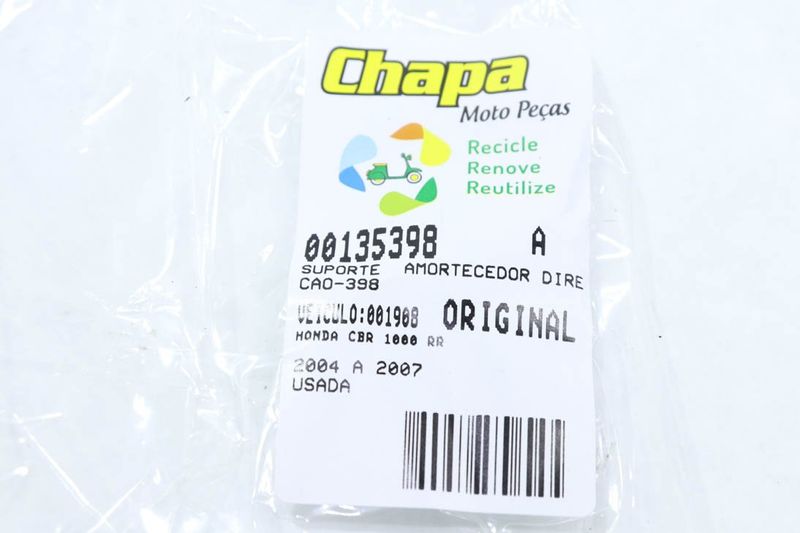 Chapa
Moto Peças
Recicle
Renove
Reutilize
00135398 A
SUPORTE AMORTECEDOR DIRE
CAO-398
VEICULO:001908 ORIGINAL
HONDA CBR 1000 RR
2004 A 2007
USADA